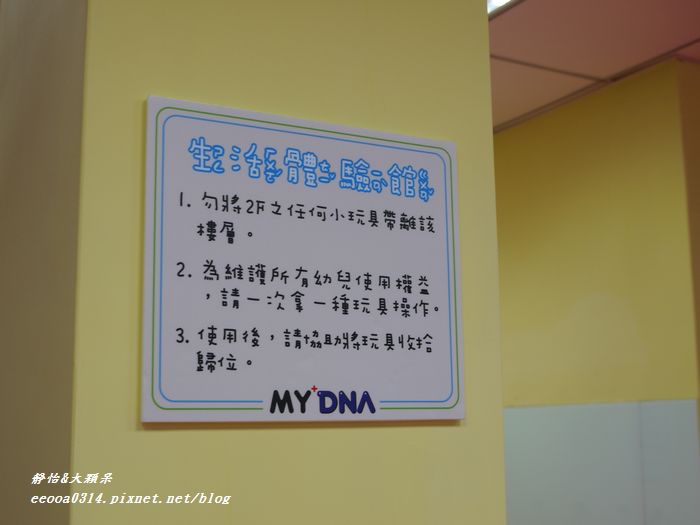 生活體驗館
1. 勿將2F之任何小玩具帶離該
樓層。
2. 為維護所有幼兒使用權益
，請一次拿一種玩具操作。
3. 使用後，請協助將玩具收拾
歸位。
MY+DNA
靜怡&大顆呆
eeooa0314.pixnet.net/blog